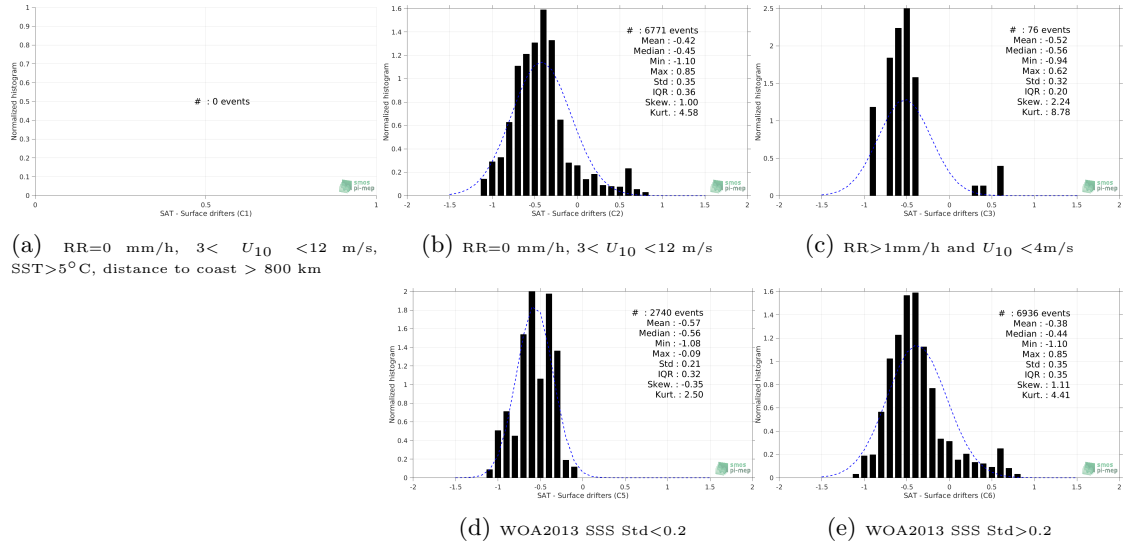 1
0.9
0.8
0.7
0.6
0.5
0.4
0.3
0.2
0.1
0
Normalized histogram
# : 0 events
smos
pi-mep
0 0.5 1
SAT - Surface drifters (C1)
(a) RR=0 mm/h, 3< U10 <12 m/s,
SST>5°C, distance to coast > 800 km
1.6
1.4
1.2
1
0.8
0.6
0.4
0.2
0
Normalized histogram
# : 6771 events
Mean : -0.42
Median : -0.45
Min : -1.10
Max : 0.85
Std : 0.35
IQR : 0.36
Skew. : 1.00
Kurt. : 4.58
smos
pi-mep
-2 -1.5 -1 -0.5 0 0.5 1 1.5 2
SAT - Surface drifters (C2)
(b) RR=0 mm/h, 3< U10 <12 m/s
2.5
2
1.5
1
0.5
0
Normalized histogram
# : 76 events
Mean : -0.52
Median : -0.56
Min : -0.94
Max : 0.62
Std : 0.32
IQR : 0.20
Skew. : 2.24
Kurt. : 8.78
smos
pi-mep
-2 -1.5 -1 -0.5 0 0.5 1 1.5 2
SAT - Surface drifters (C3)
(c) RR>1mm/h and U10 <4m/s
2
1.8
1.6
1.4
1.2
1
0.8
0.6
0.4
0.2
0
Normalized histogram
# : 2740 events
Mean : -0.57
Median : -0.56
Min : -1.08
Max : -0.09
Std : 0.21
IQR : 0.32
Skew. : -0.35
Kurt. : 2.50
smos
pi-mep
-2 -1.5 -1 -0.5 0 0.5 1 1.5 2
SAT - Surface drifters (C5)
(d) WOA2013 SSS Std<0.2
1.6
1.4
1.2
1
0.8
0.6
0.4
0.2
0
Normalized histogram
# : 6936 events
Mean : -0.38
Median : -0.44
Min : -1.10
Max : 0.85
Std : 0.35
IQR : 0.35
Skew. : 1.11
Kurt. : 4.41
smos
pi-mep
-2 -1.5 -1 -0.5 0 0.5 1 1.5 2
SAT - Surface drifters (C6)
(e) WOA2013 SSS Std>0.2